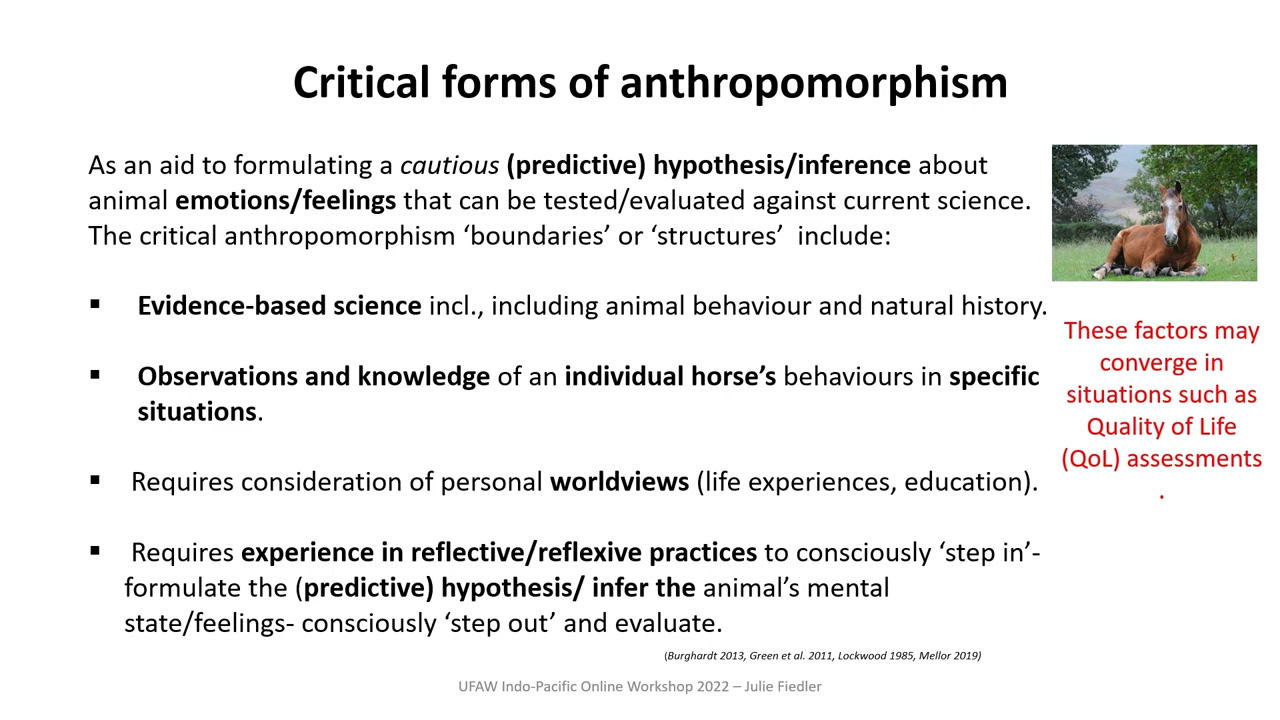 Critical forms of anthropomorphism
As an aid to formulating a cautious (predictive) hypothesis/inference about
animal emotions/feelings that can be tested/evaluated against current science.
The critical anthropomorphism ‘boundaries’ or ‘structures’  include:
▪ Evidence-based science incl., including animal behaviour and natural history.
▪ Observations and knowledge of an individual horse’s behaviours in specific
situations.
▪ Requires consideration of personal worldviews (life experiences, education).
▪ Requires experience in reflective/reflexive practices to consciously ‘step in’-
formulate the (predictive) hypothesis/ infer the animal’s mental
state/feelings- consciously ‘step out’ and evaluate.
These factors may
converge in
situations such as
Quality of Life
(QoL) assessments
.
(Burghardt 2013, Green et al. 2011, Lockwood 1985, Mellor 2019)
UFAW Indo-Pacific Online Workshop 2022 – Julie Fiedler